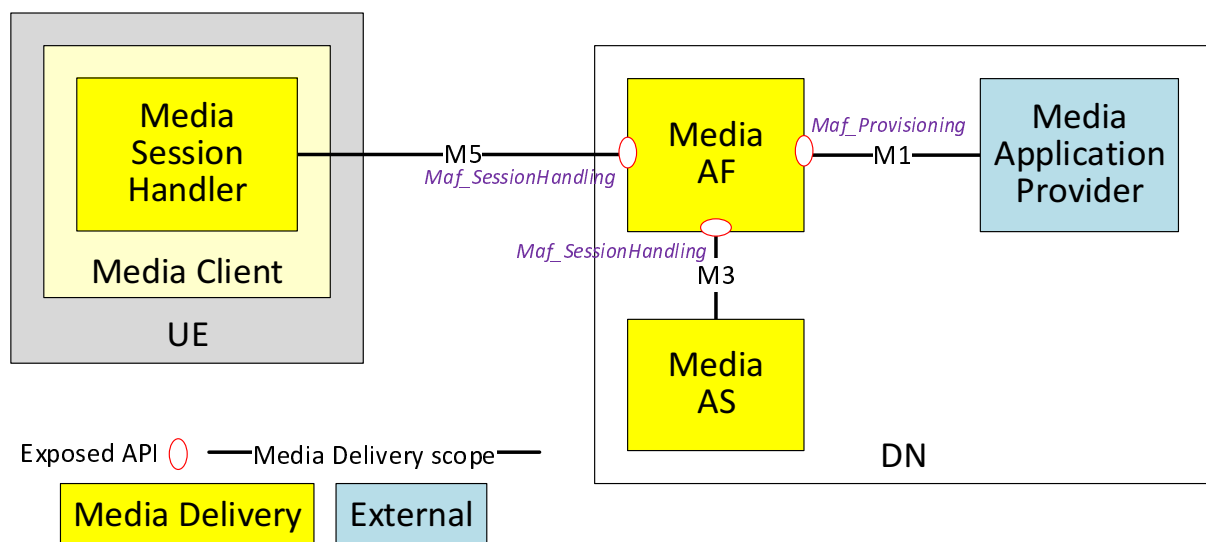 Media
Session
Handler
Media Client
UE
M5
Maf_SessionHandling
Media
AF
Maf_Provisioning
M1
Media
Application
Provider
Maf_SessionHandling
M3
Media
AS
DN
Exposed API
Media Delivery scope
Media Delivery
External